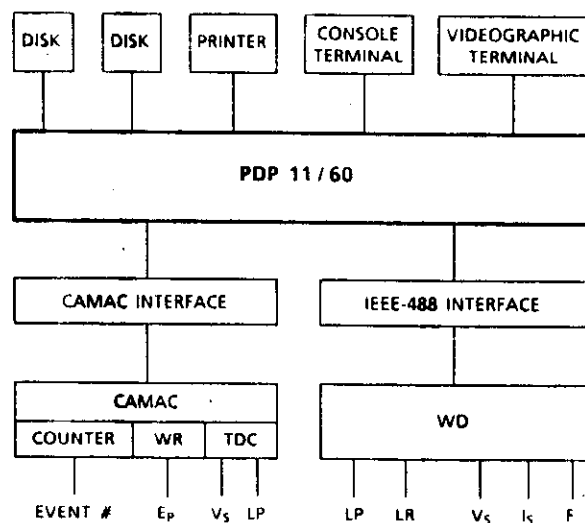 DISK
DISK
PRINTER
CONSOLE
TERMINAL
VIDEOGRAPHIC
TERMINAL
PDP 11/60
CAMAC INTERFACE
IEEE-488 INTERFACE
CAMAC
COUNTER WR TDC
WD
EVENT # EP VS LP
LP LR VS IS F